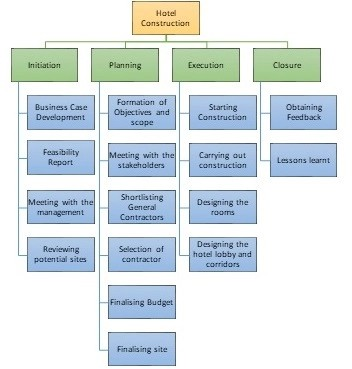 Hotel
Construction
Initiation
Planning
Execution
Closure
Business Case
Development
Feasibility
Report
Meeting with the
management
Reviewing
potential sites
Formation of
Objectives and
scope
Meeting with the
stakeholders
Shortlisting
General
Contractors
Selection of
contractor
Finalising Budget
Finalising site
Starting
Construction
Carrying out
construction
Designing the
rooms
Designing the
hotel lobby and
corridors
Obtaining
Feedback
Lessons learnt